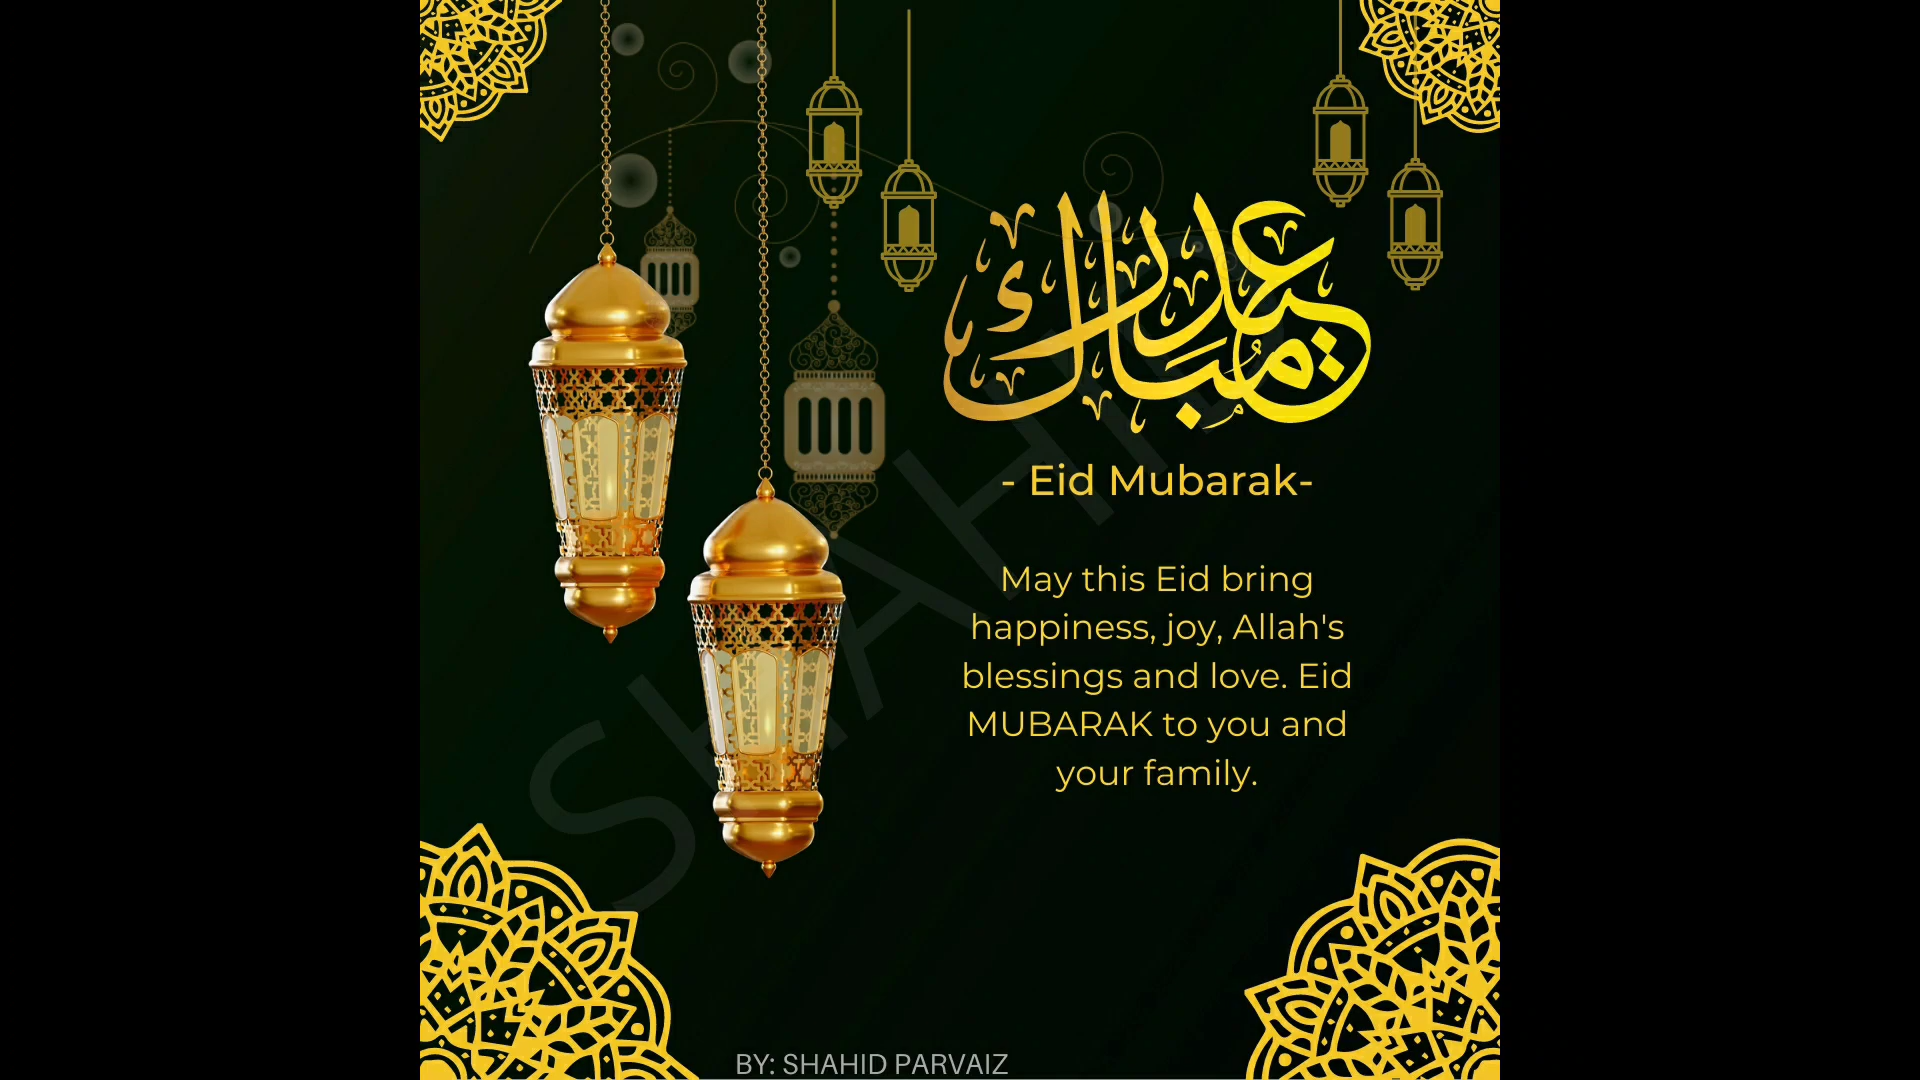 عيد مبارك
- Eid Mubarak-
May this Eid bring
happiness, joy, Allah's
blessings and love. Eid
MUBARAK to you and
your family.
SHAHID
BY: SHAHID PARVAIZ